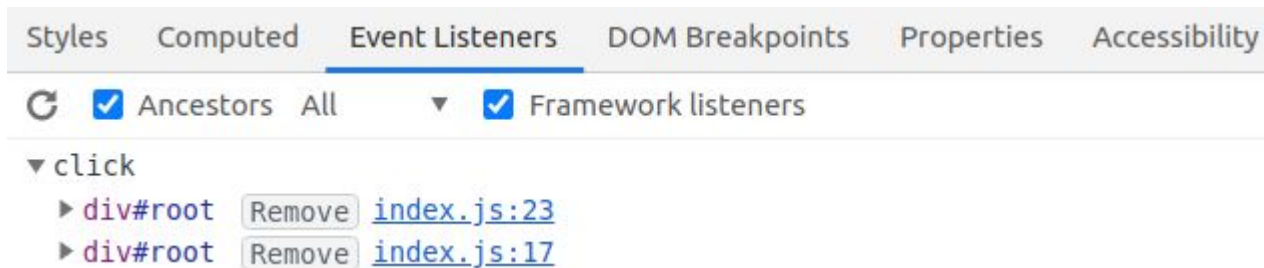 Styles Computed Event Listeners DOM Breakpoints Properties Accessibility
Ancestors All Framework listeners
click
div#root Remove index.js:23
div#root Remove index.js:17